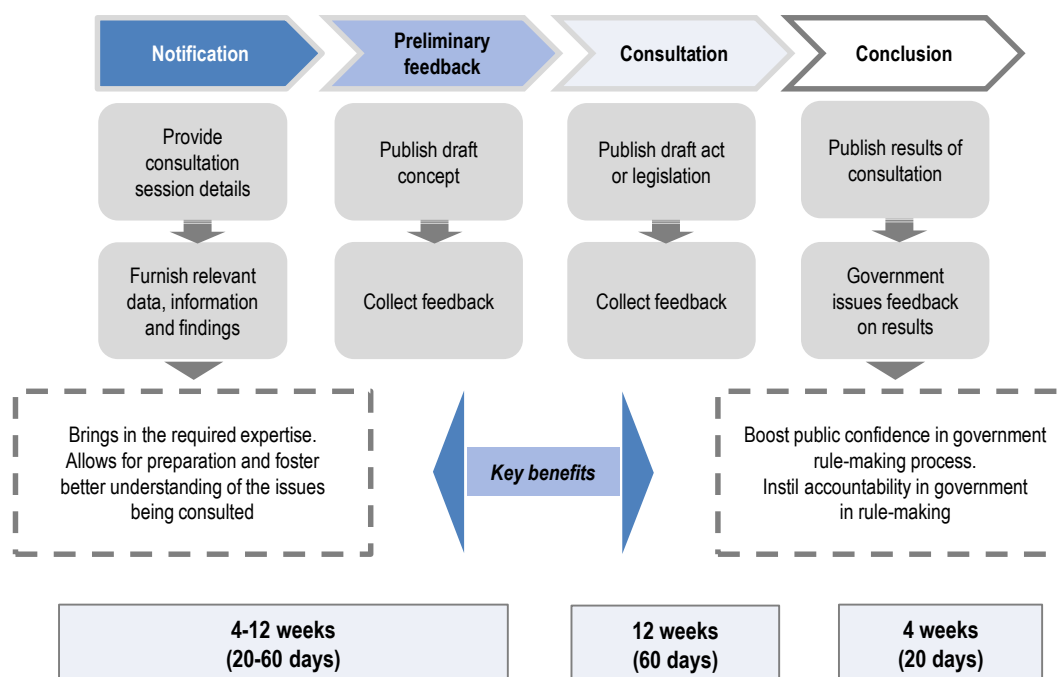 Notification
Preliminary
feedback
Consultation
Conclusion
Provide
consultation
session details
Publish draft
concept
Publish draft act
or legislation
Publish results of
consultation
Furnish relevant
data, information
and findings
Collect feedback
Collect feedback
Government
issues feedback
on results
Brings in the required expertise.
Allows for preparation and foster
better understanding of the issues
being consulted
Key benefits
Boost public confidence in government
rule-making process.
Instil accountability in government
in rule-making
4-12 weeks
(20-60 days)
12 weeks
(60 days)
4 weeks
(20 days)